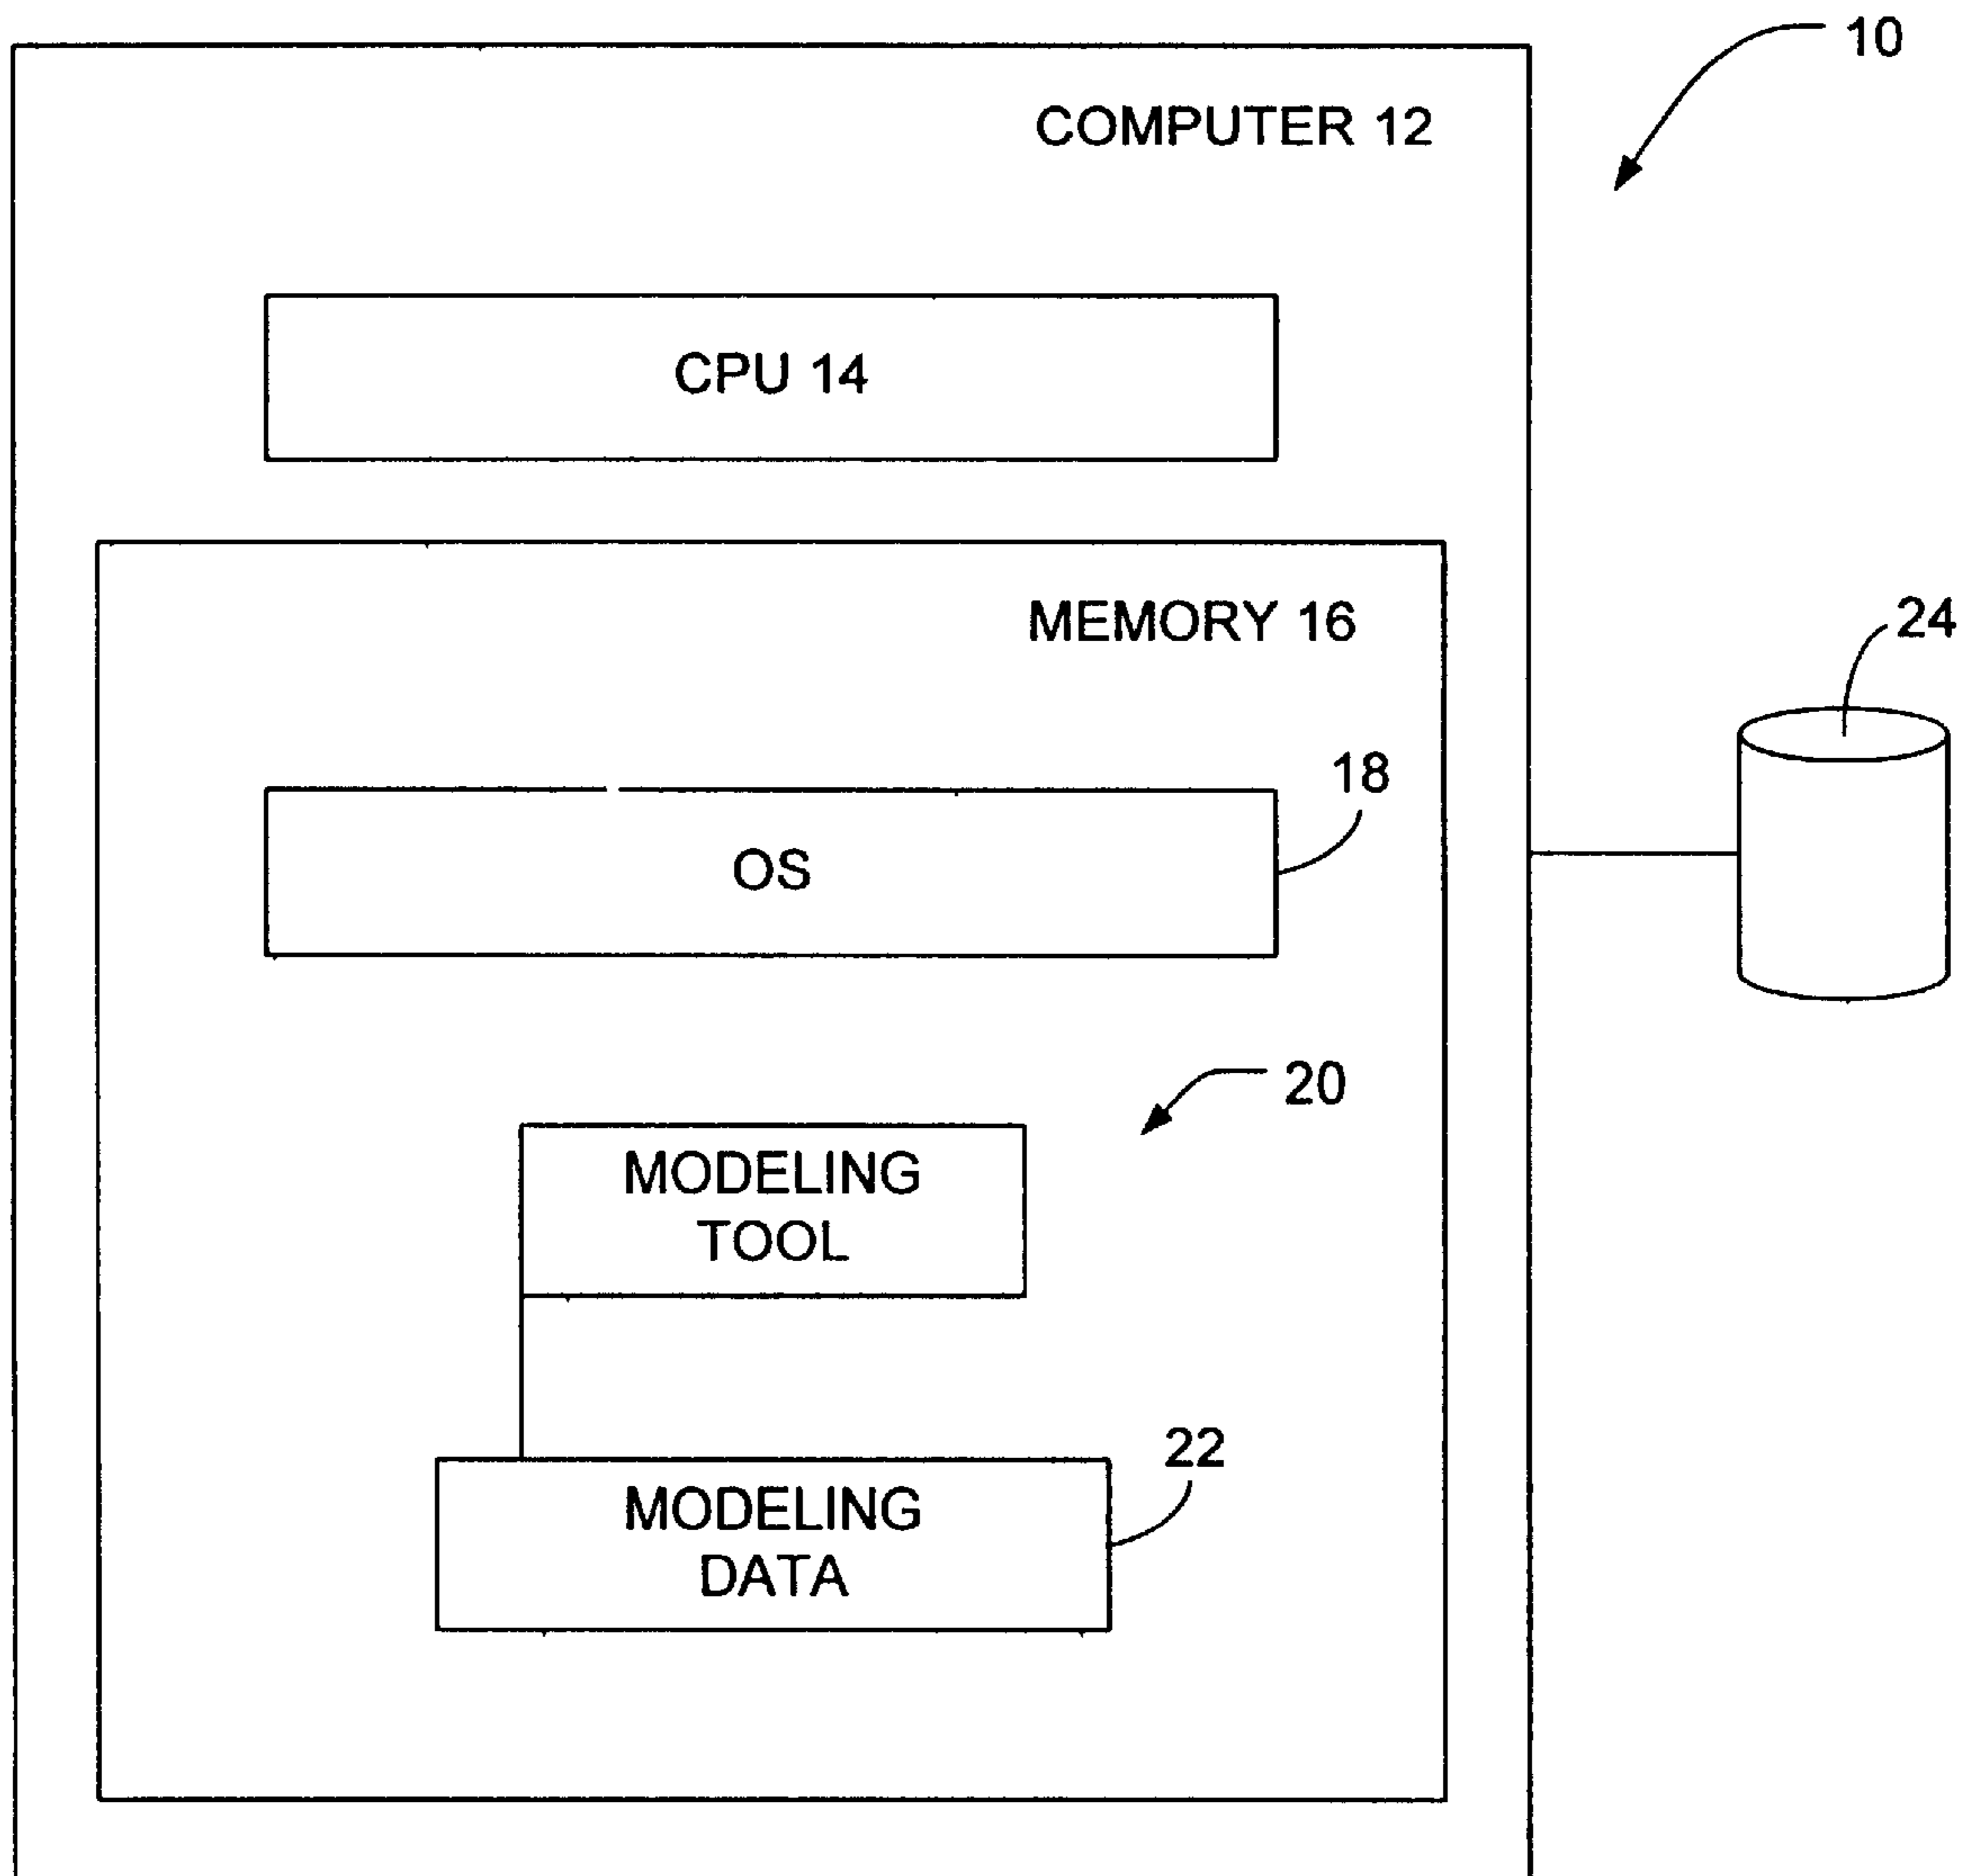 10
COMPUTER 12
CPU 14
MEMORY 16
24
18
OS
20
MODELING
TOOL
22
MODELING
DATA